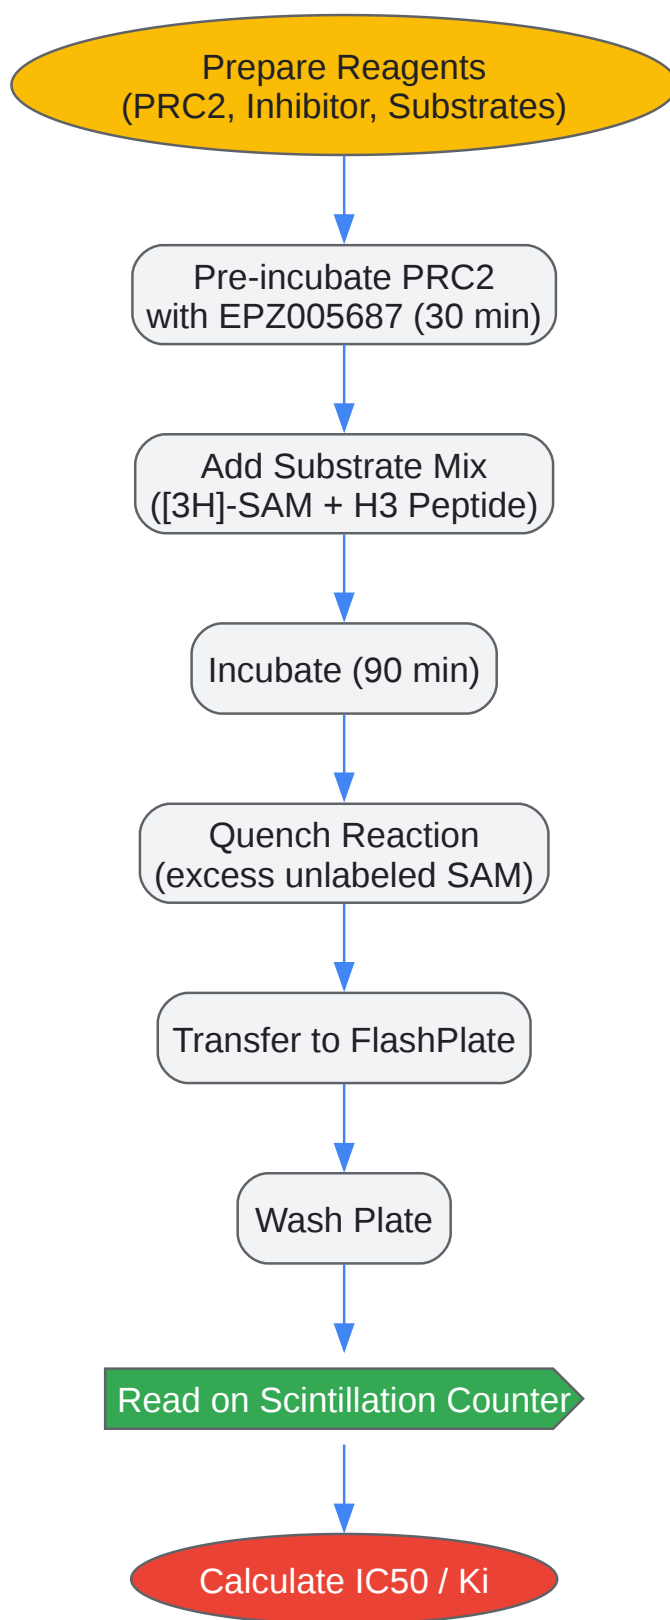 Prepare Reagents
(PRC2, Inhibitor, Substrates)
Pre-incubate PRC2
with EPZ005687 (30 min)
Add Substrate Mix
([3H]-SAM + H3 Peptide)
Incubate (90 min)
Quench Reaction
(excess unlabeled SAM)
Transfer to FlashPlate
Wash Plate
Read on Scintillation Counter
Calculate IC50 / Ki